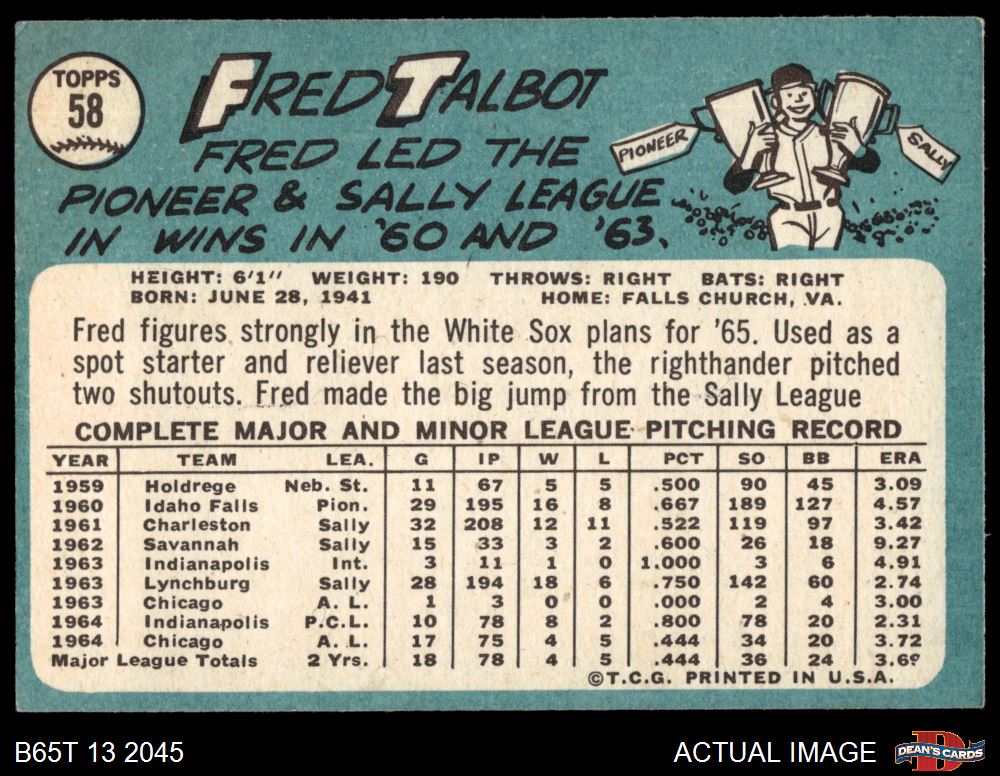 TOPPS
58
FRED TALBOT
FRED LED THE
PIONEER & SALLY LEAGUE
IN WINS IN '60 AND '63.
PIONEER
SALLY
HEIGHT: 6'1" WEIGHT: 190 THROWS: RIGHT BATS: RIGHT
BORN: JUNE 28, 1941 HOME: FALLS CHURCH, VA.
Fred figures strongly in the White Sox plans for '65. Used as a
spot starter and reliever last season, the righthander pitched
two shutouts. Fred made the big jump from the Sally League
COMPLETE MAJOR AND MINOR LEAGUE PITCHING RECORD
YEAR TEAM LEA. G IP W L PCT SO BB ERA
1959 Holdrege Neb. St. 11 67 5 5 .500 90 45 3.09
1960 Idaho Falls Pion. 29 195 16 8 .667 189 127 4.57
1961 Charleston Sally 32 208 12 11 .522 119 97 3.42
1962 Savannah Sally 15 33 3 2 .600 26 18 9.27
1963 Indianapolis Int. 3 11 1 0 1.000 3 6 4.91
1963 Lynchburg Sally 28 194 18 6 .750 142 60 2.74
1963 Chicago A. L. 1 3 0 0 .000 2 4 3.00
1964 Indianapolis P.C.L. 10 78 8 2 .800 78 20 2.31
1964 Chicago A. L. 17 75 4 5 .444 34 20 3.72
Major League Totals 2 Yrs. 18 78 4 5 .444 36 24 3.69
©T.C.G. PRINTED IN U.S.A.
B65T 13 2045
ACTUAL IMAGE
DEAN'S CARDS